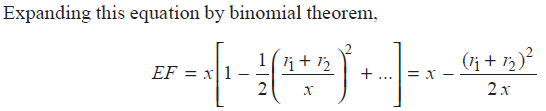 Expanding this equation by binomial theorem,
EF = x[1 − 1/2((r₁ + r₂)/x)² + ...] = x − (r₁ + r₂)²/2x